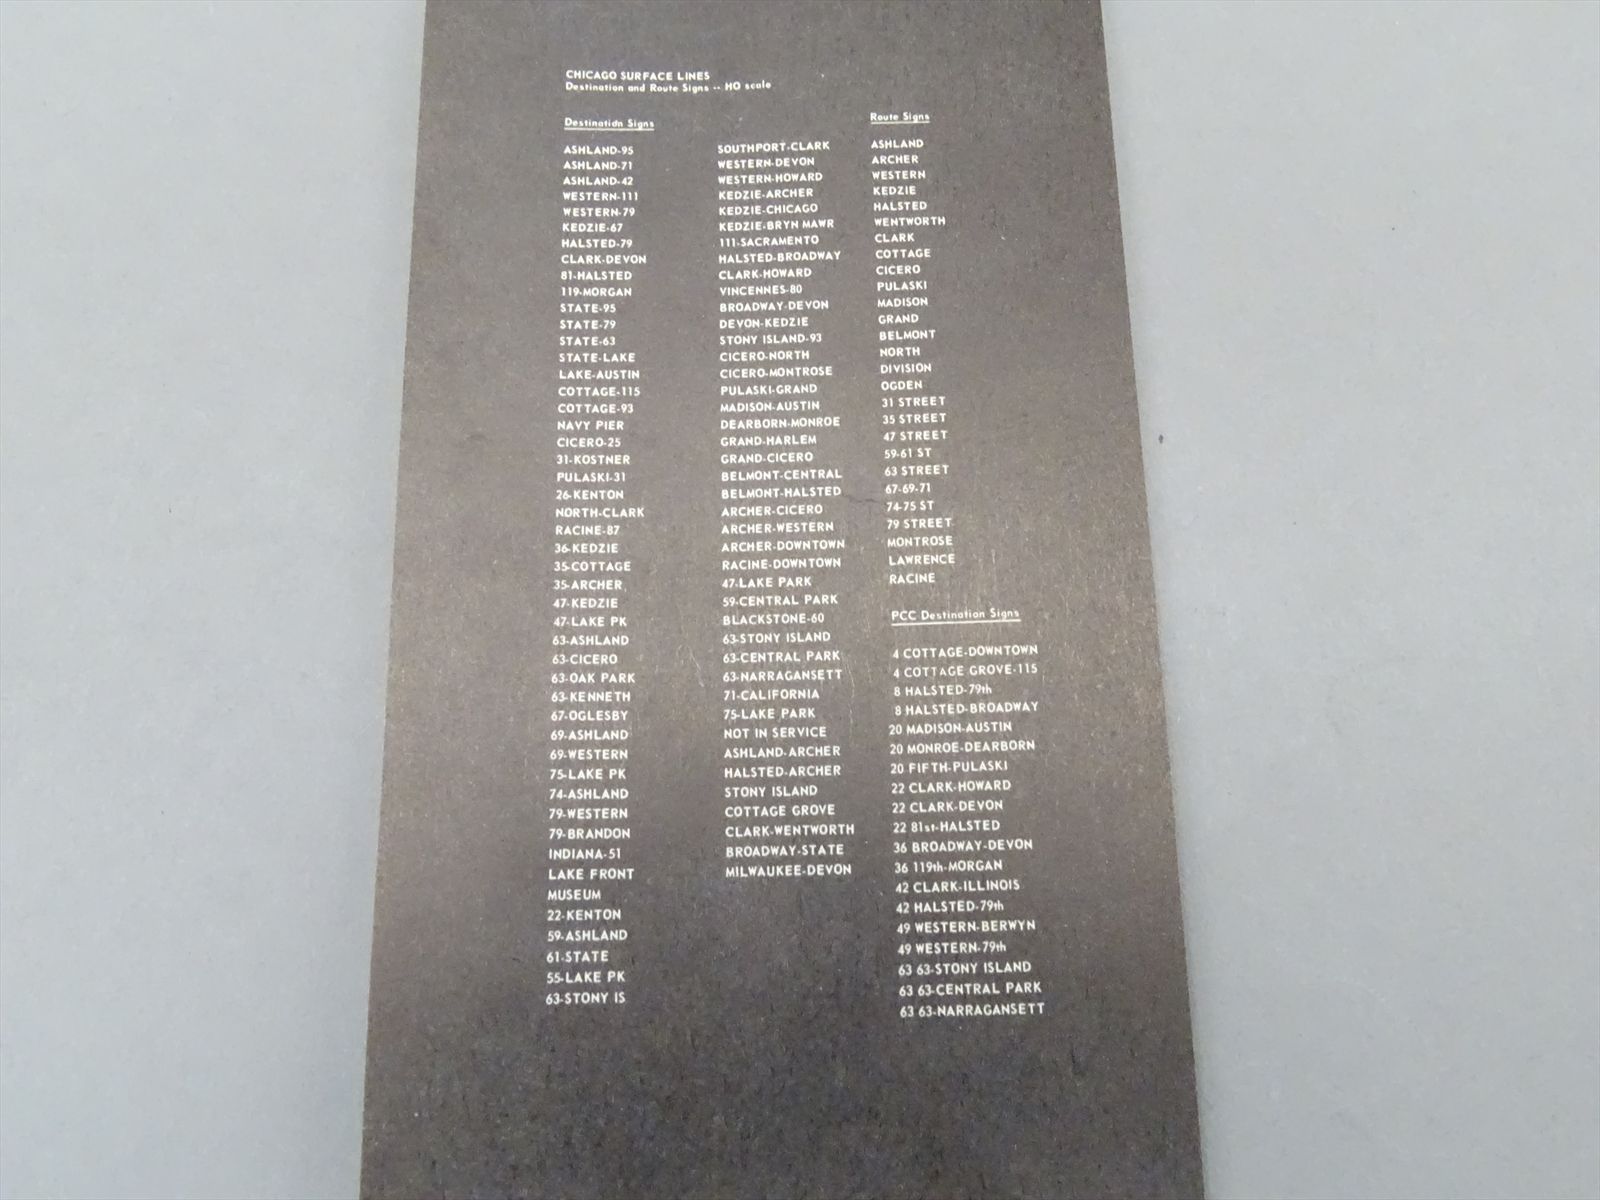 CHICAGO SURFACE LINES
Destination and Route Signs -- HO scale
Destination Signs
ASHLAND-95
ASHLAND-71
ASHLAND-42
WESTERN-111
WESTERN-79
KEDZIE-67
HALSTED-79
CLARK-DEVON
81-HALSTED
119-MORGAN
STATE-95
STATE-79
STATE-63
STATE-LAKE
LAKE-AUSTIN
COTTAGE-115
COTTAGE-93
NAVY PIER
CICERO-25
31-KOSTNER
PULASKI-31
26-KENTON
NORTH-CLARK
RACINE-87
36-KEDZIE
35-COTTAGE
35-ARCHER
47-KEDZIE
47-LAKE PK
63-ASHLAND
63-CICERO
63-OAK PARK
63-KENNETH
67-OGLESBY
69-ASHLAND
69-WESTERN
75-LAKE PK
74-ASHLAND
79-WESTERN
79-BRANDON
INDIANA-51
LAKE FRONT
MUSEUM
22-KENTON
59-ASHLAND
61-STATE
55-LAKE PK
63-STONY IS
SOUTHPORT-CLARK
WESTERN-DEVON
WESTERN-HOWARD
KEDZIE-ARCHER
KEDZIE-CHICAGO
KEDZIE-BRYN MAWR
111-SACRAMENTO
HALSTED-BROADWAY
CLARK-HOWARD
VINCENNES-80
BROADWAY-DEVON
DEVON-KEDZIE
STONY ISLAND-93
CICERO-NORTH
CICERO-MONTROSE
PULASKI-GRAND
MADISON-AUSTIN
DEARBORN-MONROE
GRAND-HARLEM
GRAND-CICERO
BELMONT-CENTRAL
BELMONT-HALSTED
ARCHER-CICERO
ARCHER-WESTERN
ARCHER-DOWNTOWN
RACINE-DOWNTOWN
47-LAKE PARK
59-CENTRAL PARK
BLACKSTONE-60
63-STONY ISLAND
63-CENTRAL PARK
63-NARRAGANSETT
71-CALIFORNIA
75-LAKE PARK
NOT IN SERVICE
ASHLAND-ARCHER
HALSTED-ARCHER
STONY ISLAND
COTTAGE GROVE
CLARK-WENTWORTH
BROADWAY-STATE
MILWAUKEE-DEVON
Route Signs
ASHLAND
ARCHER
WESTERN
KEDZIE
HALSTED
WENTWORTH
CLARK
COTTAGE
CICERO
PULASKI
MADISON
GRAND
BELMONT
NORTH
DIVISION
OGDEN
31 STREET
35 STREET
47 STREET
59-61 ST
63 STREET
67-69-71
74-75 ST
79 STREET
MONTROSE
LAWRENCE
RACINE
PCC Destination Signs
4 COTTAGE-DOWNTOWN
4 COTTAGE GROVE-115
8 HALSTED-79th
8 HALSTED-BROADWAY
20 MADISON-AUSTIN
20 MONROE-DEARBORN
20 FIFTH-PULASKI
22 CLARK-HOWARD
22 CLARK-DEVON
22 81st-HALSTED
36 BROADWAY-DEVON
36 119th-MORGAN
42 CLARK-ILLINOIS
42 HALSTED-79th
49 WESTERN-BERWYN
49 WESTERN-79th
63 63-STONY ISLAND
63 63-CENTRAL PARK
63 63-NARRAGANSETT